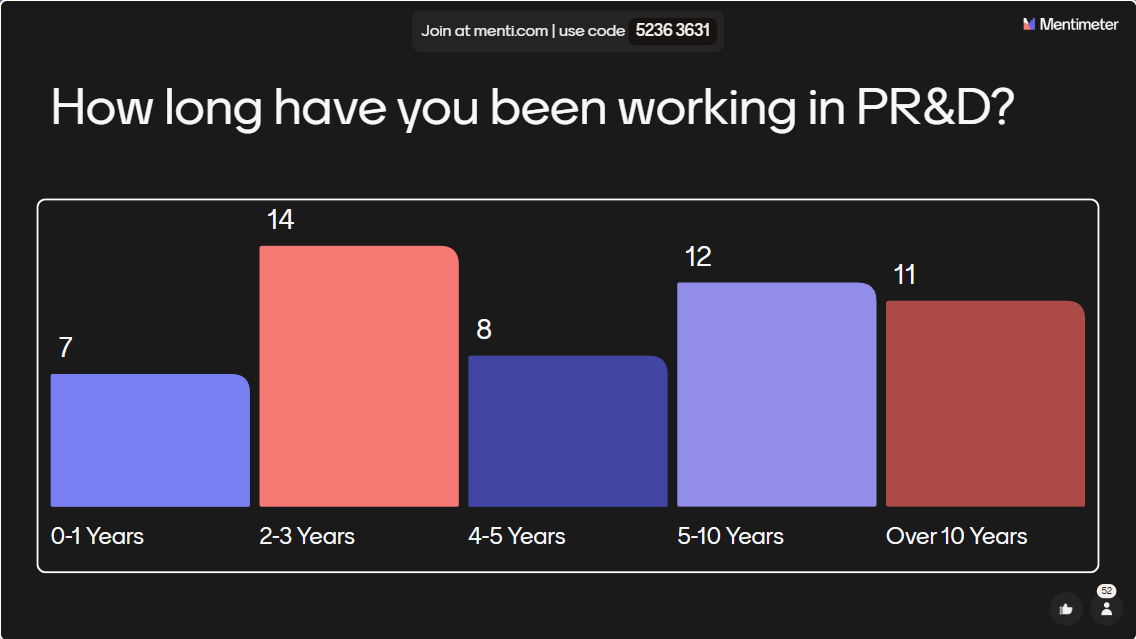 Join at menti.com | use code 5236 3631
Mentimeter
How long have you been working in PR&D?
7
14
8
12
11
0-1 Years
2-3 Years
4-5 Years
5-10 Years
Over 10 Years
52